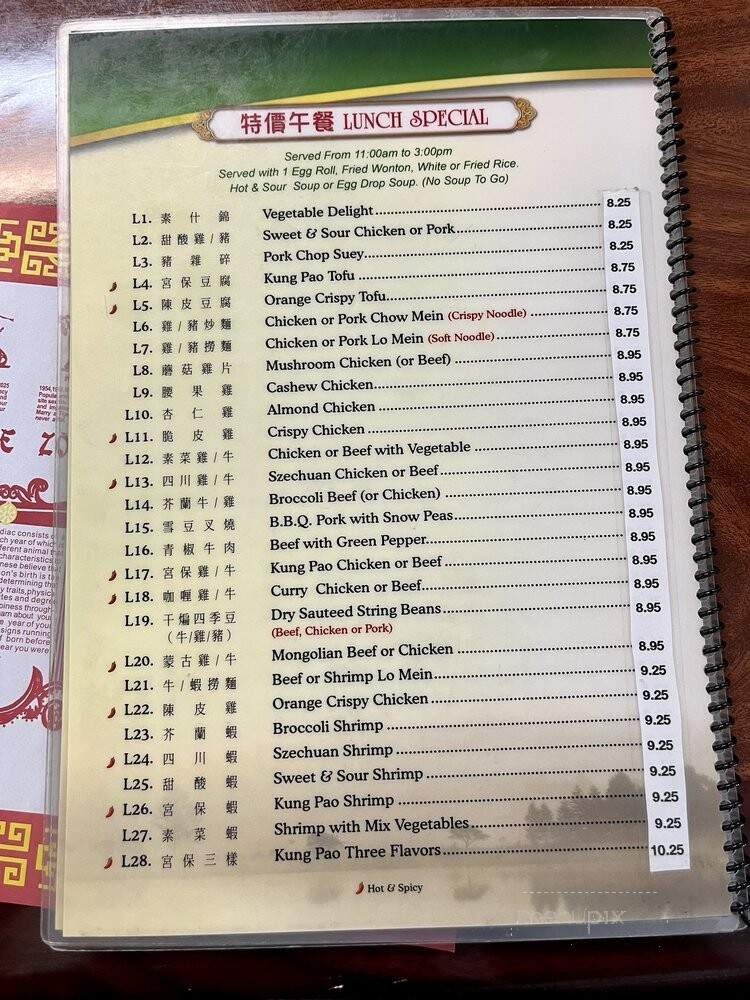 特價午餐 LUNCH SPECIAL
Served From 11:00am to 3:00pm
Served with 1 Egg Roll, Fried Wonton, White or Fried Rice.
Hot & Sour Soup or Egg Drop Soup. (No Soup To Go)
L1. 素什錦 Vegetable Delight 8.25
L2. 甜酸雞/豬 Sweet & Sour Chicken or Pork 8.25
L3. 豬雜碎 Pork Chop Suey 8.25
L4. 宮保豆腐 Kung Pao Tofu 8.75
L5. 陳皮豆腐 Orange Crispy Tofu 8.75
L6. 雞/豬炒麵 Chicken or Pork Chow Mein (Crispy Noodle) 8.75
L7. 雞/豬撈麵 Chicken or Pork Lo Mein (Soft Noodle) 8.75
L8. 蘑菇雞片 Mushroom Chicken (or Beef) 8.95
L9. 腰果雞 Cashew Chicken 8.95
L10. 杏仁雞 Almond Chicken 8.95
L11. 脆皮雞 Crispy Chicken 8.95
L12. 素菜雞/牛 Chicken or Beef with Vegetable 8.95
L13. 四川雞/牛 Szechuan Chicken or Beef 8.95
L14. 芥蘭牛/雞 Broccoli Beef (or Chicken) 8.95
L15. 雪豆叉燒 B.B.Q. Pork with Snow Peas 8.95
L16. 青椒牛肉 Beef with Green Pepper 8.95
L17. 宮保雞/牛 Kung Pao Chicken or Beef 8.95
L18. 咖喱雞/牛 Curry Chicken or Beef 8.95
L19. 干煸四季豆 Dry Sauteed String Beans 8.95
(牛/雞/豬) (Beef, Chicken or Pork)
L20. 蒙古雞/牛 Mongolian Beef or Chicken 8.95
L21. 牛/蝦撈麵 Beef or Shrimp Lo Mein 9.25
L22. 陳皮雞 Orange Crispy Chicken 9.25
L23. 芥蘭蝦 Broccoli Shrimp 9.25
L24. 四川蝦 Szechuan Shrimp 9.25
L25. 甜酸蝦 Sweet & Sour Shrimp 9.25
L26. 宮保蝦 Kung Pao Shrimp 9.25
L27. 素菜蝦 Shrimp with Mix Vegetables 9.25
L28. 宮保三樣 Kung Pao Three Flavors 10.25
Hot & Spicy